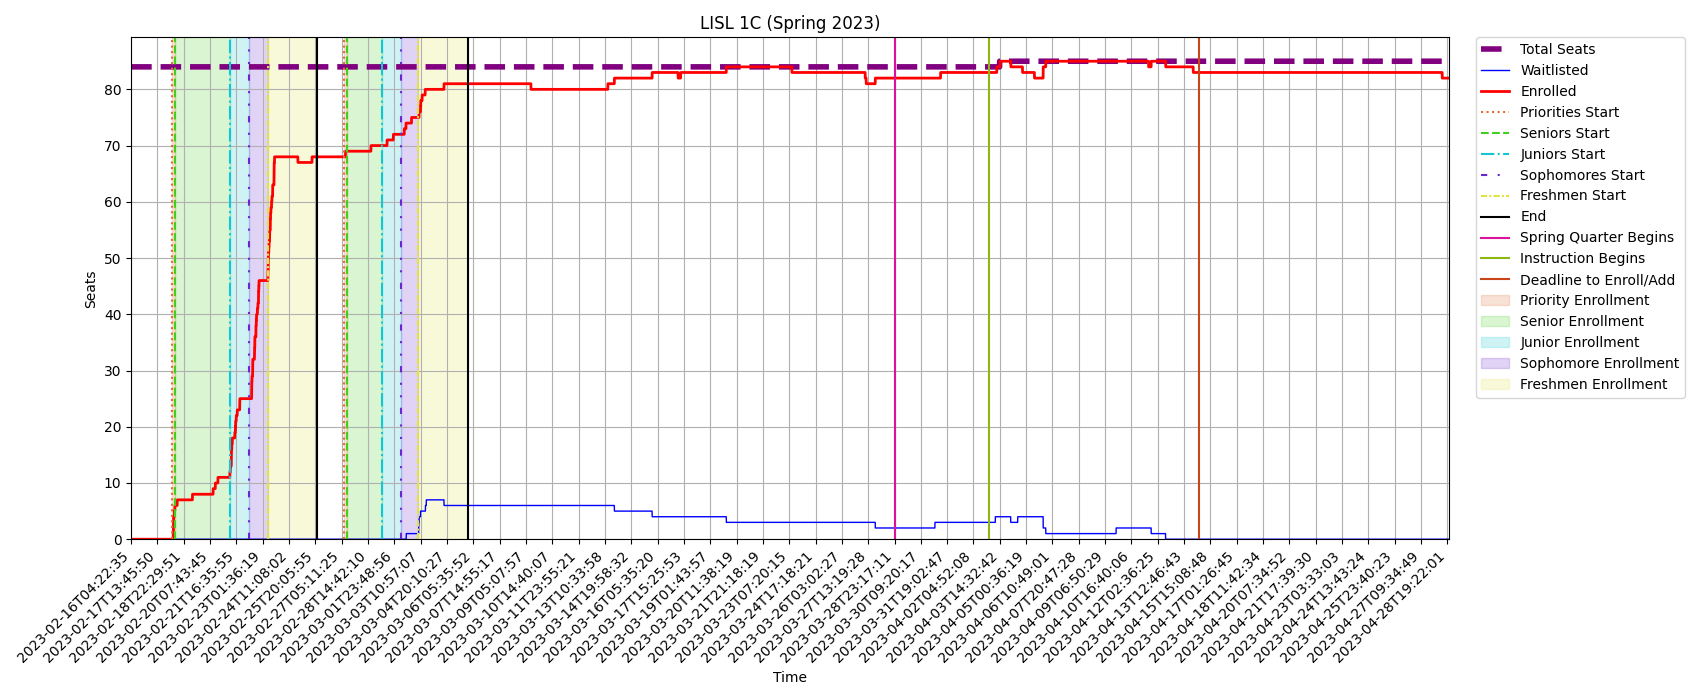 LISL 1C (Spring 2023)
Seats
80
70
60
50
40
30
20
10
0
2023-02-16T04:22:35
2023-02-17T13:45:50
2023-02-18T22:29:51
2023-02-20T07:43:45
2023-02-21T16:35:55
2023-02-23T01:36:19
2023-02-24T11:08:02
2023-02-25T20:05:55
2023-02-27T05:11:25
2023-02-28T14:42:10
2023-03-01T23:48:56
2023-03-03T10:57:07
2023-03-04T20:10:27
2023-03-06T05:35:52
2023-03-07T14:55:17
2023-03-09T05:07:57
2023-03-10T14:40:07
2023-03-11T23:55:21
2023-03-13T10:33:58
2023-03-14T19:58:32
2023-03-16T05:35:20
2023-03-17T15:25:53
2023-03-19T01:43:57
2023-03-20T11:38:19
2023-03-21T21:18:19
2023-03-23T07:20:15
2023-03-24T17:18:21
2023-03-26T03:02:27
2023-03-27T13:19:28
2023-03-28T23:17:11
2023-03-30T09:20:17
2023-03-31T19:02:47
2023-04-02T04:52:08
2023-04-03T14:32:42
2023-04-05T00:36:19
2023-04-06T10:49:01
2023-04-07T20:47:28
2023-04-09T06:50:29
2023-04-10T16:40:06
2023-04-12T02:36:25
2023-04-13T12:46:43
2023-04-15T15:08:48
2023-04-17T01:26:45
2023-04-18T11:42:34
2023-04-20T07:34:52
2023-04-21T17:39:30
2023-04-23T03:33:03
2023-04-24T13:43:24
2023-04-25T23:40:23
2023-04-27T09:34:49
2023-04-28T19:22:01
Time
Total Seats
Waitlisted
Enrolled
Priorities Start
Seniors Start
Juniors Start
Sophomores Start
Freshmen Start
End
Spring Quarter Begins
Instruction Begins
Deadline to Enroll/Add
Priority Enrollment
Senior Enrollment
Junior Enrollment
Sophomore Enrollment
Freshmen Enrollment